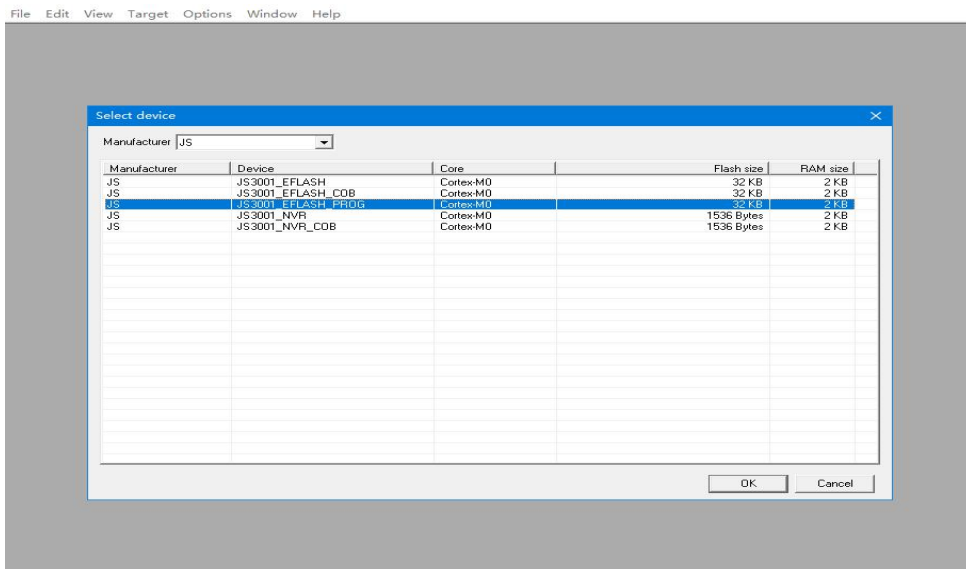 File Edit View Target Options Window Help
Select device
Manufacturer JS
Manufacturer Device Core Flash size RAM size
JS JS3001_EFLASH Cortex-M0 32 KB 2 KB
JS JS3001_EFLASH_COB Cortex-M0 32 KB 2 KB
JS JS3001_EFLASH_PROG Cortex-M0 32 KB 2 KB
JS JS3001_NVR Cortex-M0 1536 Bytes 2 KB
JS JS3001_NVR_COB Cortex-M0 1536 Bytes 2 KB
OK Cancel